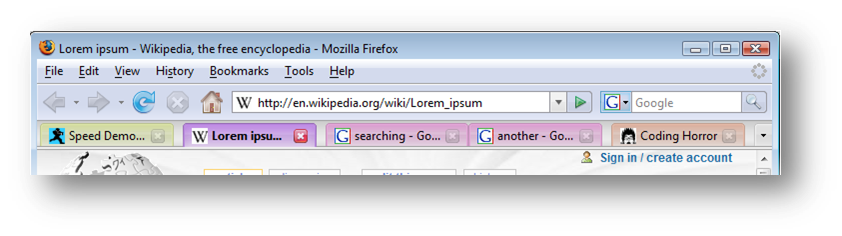 Lorem ipsum - Wikipedia, the free encyclopedia - Mozilla Firefox
File Edit View History Bookmarks Tools Help
W http://en.wikipedia.org/wiki/Lorem_ipsum G Google
Speed Demo... W Lorem ipsu... G searching - Go... G another - Go... Coding Horror
Sign in / create account